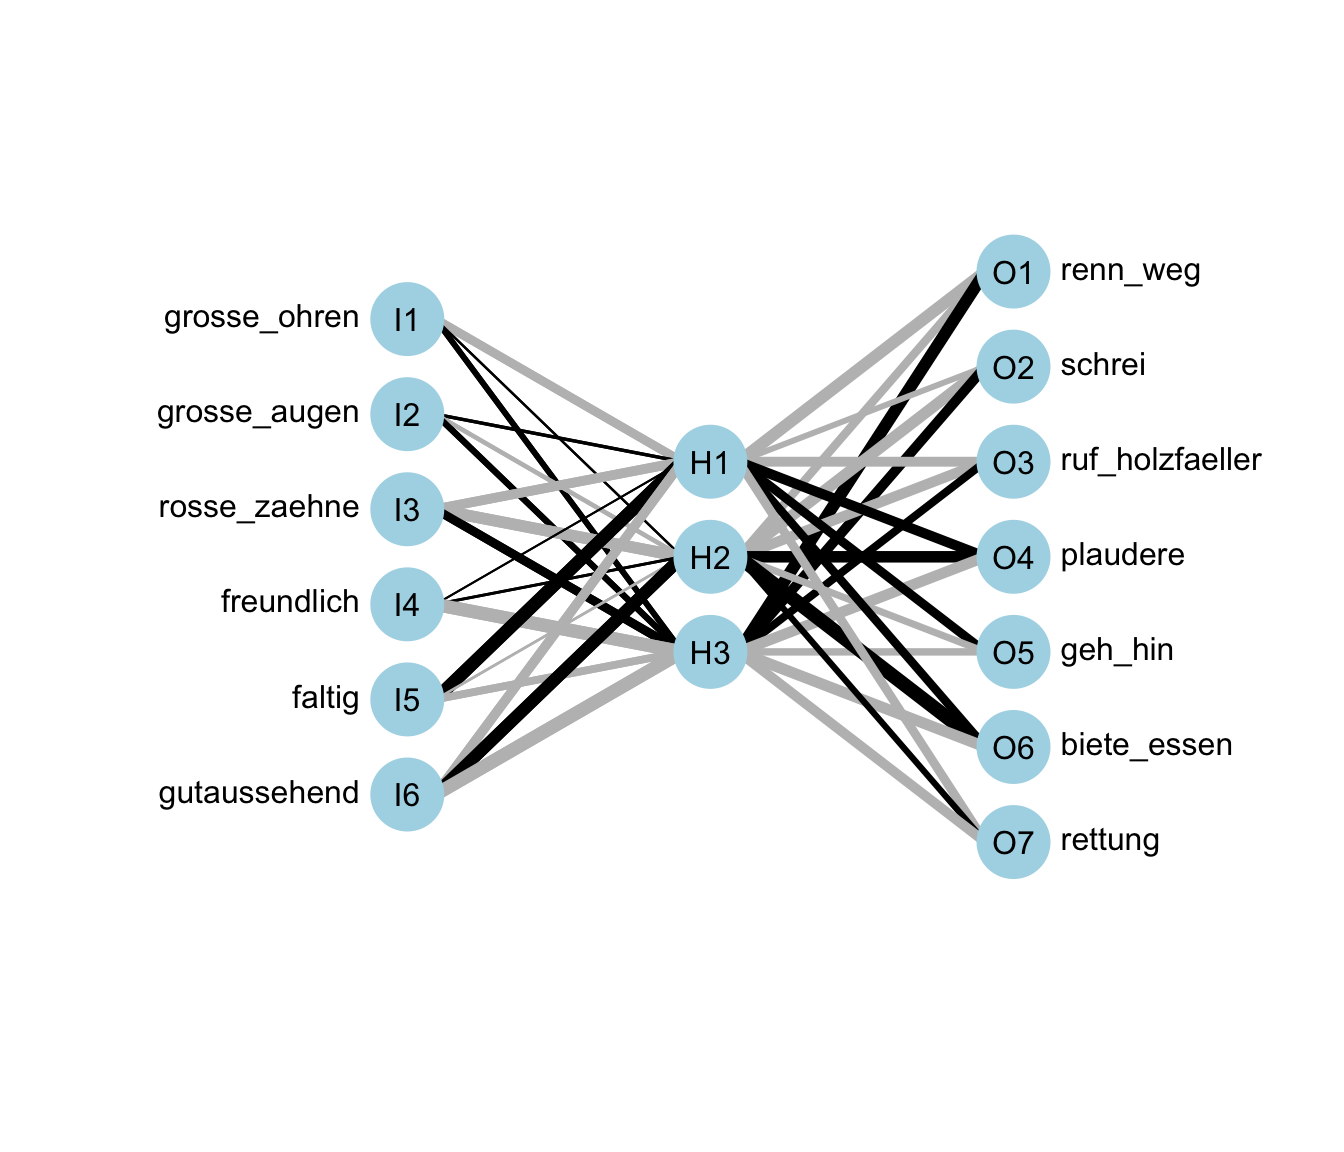 grosse_ohren I1
grosse_augen I2
rosse_zaehne I3
freundlich I4
faltig I5
gutaussehend I6
H1
H2
H3
O1 renn_weg
O2 schrei
O3 ruf_holzfaeller
O4 plaudere
O5 geh_hin
O6 biete_essen
O7 rettung